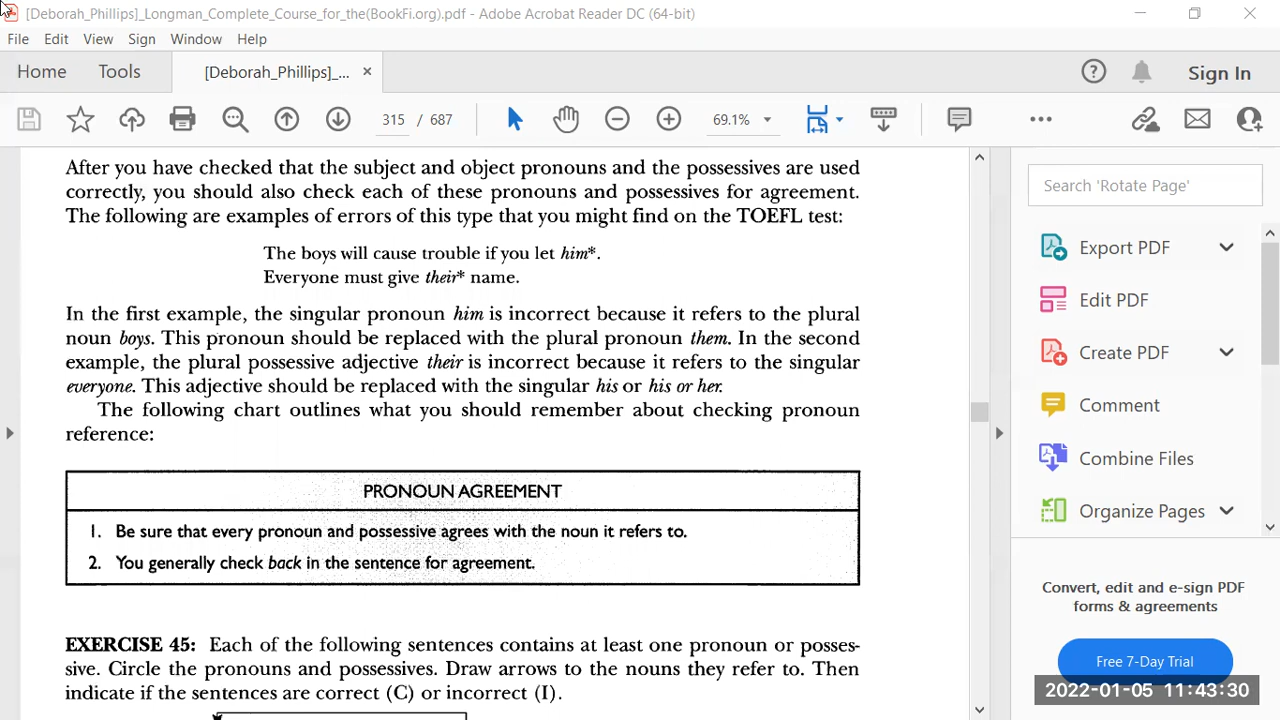 [Deborah_Phillips]_Longman_Complete_Course_for_the(BookFi.org).pdf - Adobe Acrobat Reader DC (64-bit)
File Edit View Sign Window Help
Home Tools [Deborah_Phillips]_... × Sign In
315 / 687 69.1%
After you have checked that the subject and object pronouns and the possessives are used
correctly, you should also check each of these pronouns and possessives for agreement.
The following are examples of errors of this type that you might find on the TOEFL test:
The boys will cause trouble if you let him*.
Everyone must give their* name.
In the first example, the singular pronoun him is incorrect because it refers to the plural
noun boys. This pronoun should be replaced with the plural pronoun them. In the second
example, the plural possessive adjective their is incorrect because it refers to the singular
everyone. This adjective should be replaced with the singular his or his or her.
The following chart outlines what you should remember about checking pronoun
reference:
PRONOUN AGREEMENT
1. Be sure that every pronoun and possessive agrees with the noun it refers to.
2. You generally check back in the sentence for agreement.
EXERCISE 45: Each of the following sentences contains at least one pronoun or posses-
sive. Circle the pronouns and possessives. Draw arrows to the nouns they refer to. Then
indicate if the sentences are correct (C) or incorrect (I).
Search 'Rotate Page'
Export PDF
Edit PDF
Create PDF
Comment
Combine Files
Organize Pages
Convert, edit and e-sign PDF
forms & agreements
Free 7-Day Trial
2022-01-05 11:43:30